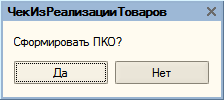 ЧекИзРеализацииТоваров
Сформировать ПКО?
Да
Нет